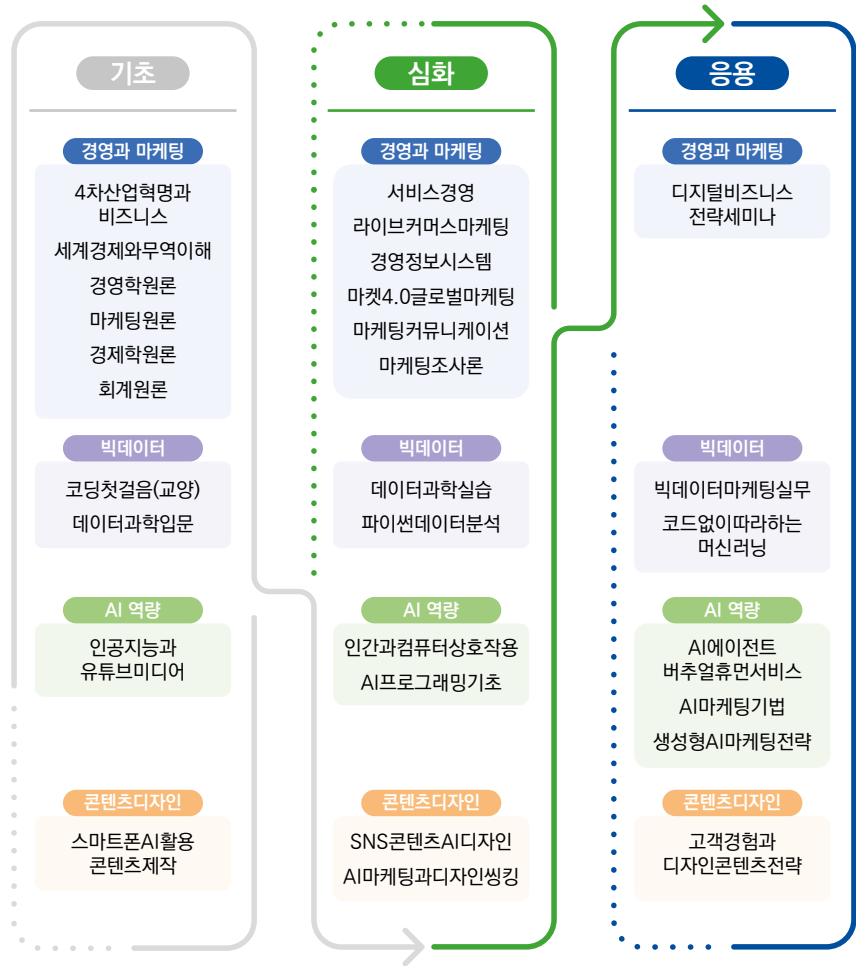 기초
경영과 마케팅
4차산업혁명과
비즈니스
세계경제와무역이해
경영학원론
마케팅원론
경제학원론
회계원론
빅데이터
코딩첫걸음(교양)
데이터과학입문
AI 역량
인공지능과
유튜브미디어
콘텐츠디자인
스마트폰AI활용
콘텐츠제작
심화
경영과 마케팅
서비스경영
라이브커머스마케팅
경영정보시스템
마켓4.0글로벌마케팅
마케팅커뮤니케이션
마케팅조사론
빅데이터
데이터과학실습
파이썬데이터분석
AI 역량
인간과컴퓨터상호작용
AI프로그래밍기초
콘텐츠디자인
SNS콘텐츠AI디자인
AI마케팅과디자인씽킹
응용
경영과 마케팅
디지털비즈니스
전략세미나
빅데이터
빅데이터마케팅실무
코드없이따라하는
머신러닝
AI 역량
AI에이전트
버추얼휴먼서비스
AI마케팅기법
생성형AI마케팅전략
콘텐츠디자인
고객경험과
디자인콘텐츠전략